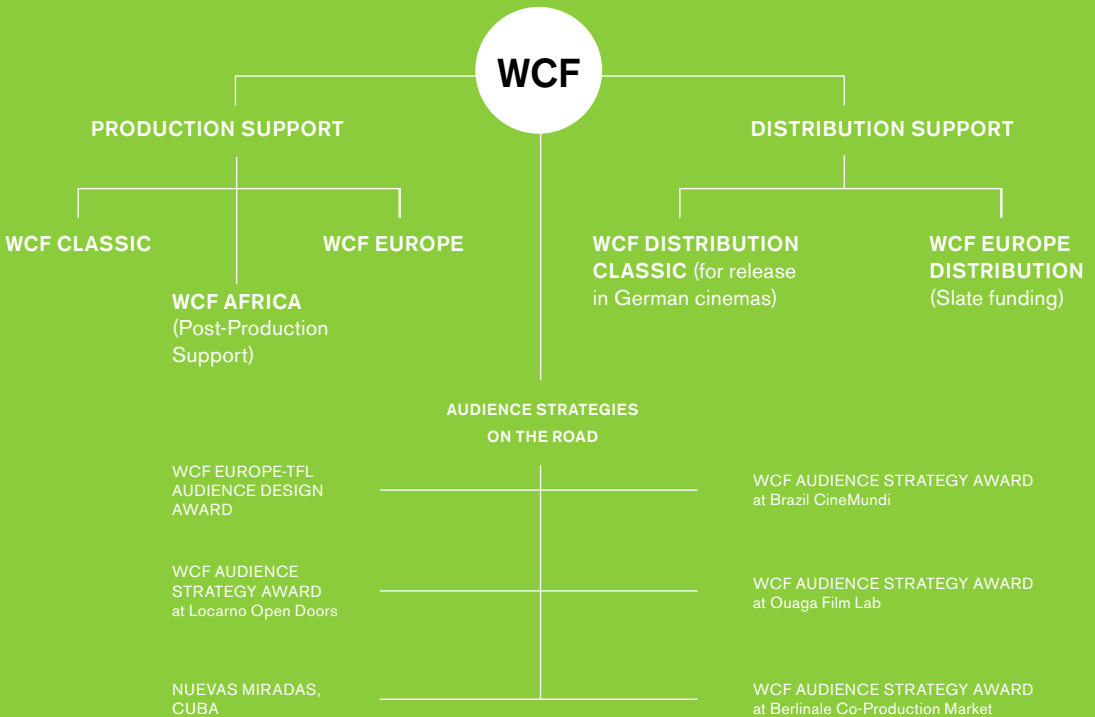 WCF
PRODUCTION SUPPORT
DISTRIBUTION SUPPORT
WCF CLASSIC
WCF AFRICA
(Post-Production
Support)
WCF EUROPE
WCF DISTRIBUTION
CLASSIC (for release
in German cinemas)
WCF EUROPE
DISTRIBUTION
(Slate funding)
AUDIENCE STRATEGIES
ON THE ROAD
WCF EUROPE-TFL
AUDIENCE DESIGN
AWARD
WCF AUDIENCE STRATEGY AWARD
at Brazil CineMundi
WCF AUDIENCE
STRATEGY AWARD
at Locarno Open Doors
WCF AUDIENCE STRATEGY AWARD
at Ouaga Film Lab
NUEVAS MIRADAS,
CUBA
WCF AUDIENCE STRATEGY AWARD
at Berlinale Co-Production Market